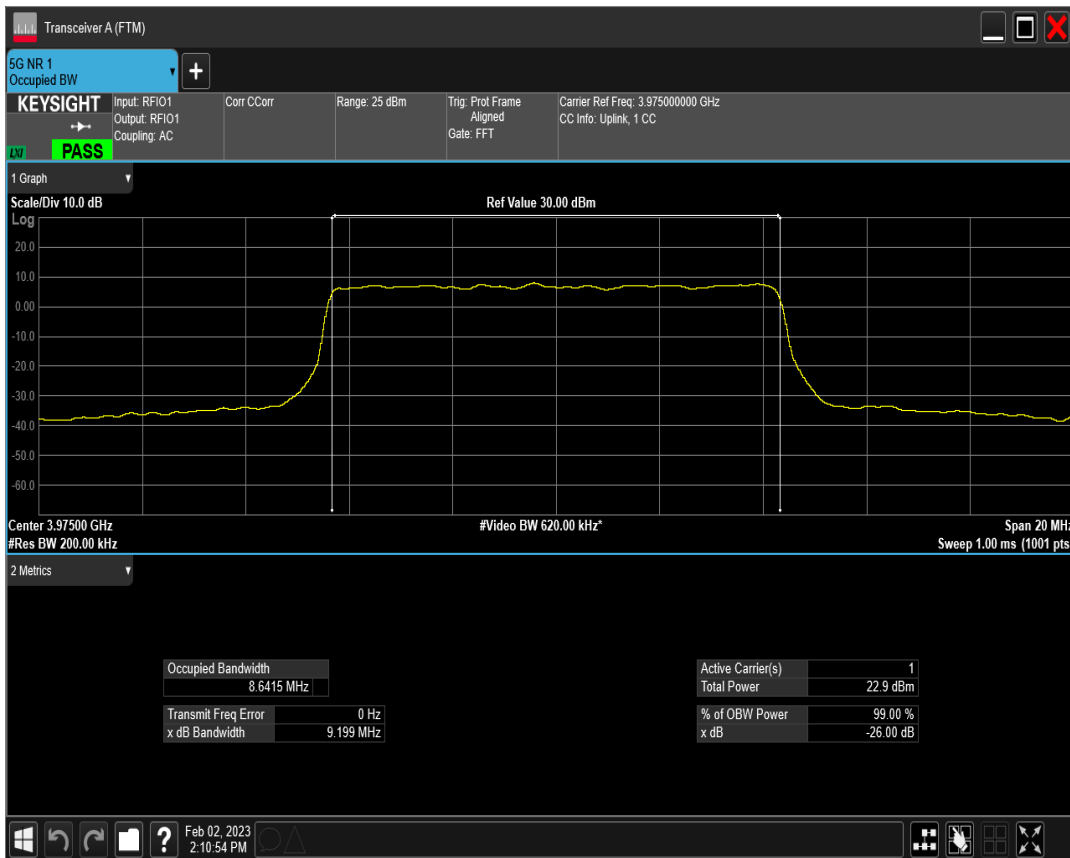 Transceiver A (FTM)
5G NR 1
Occupied BW
+
KEYSIGHT
LXI
PASS
Input: RFIO1
Output: RFIO1
Coupling: AC
Corr CCorr
Range: 25 dBm
Trig: Prot Frame
Aligned
Gate: FFT
Carrier Ref Freq: 3.975000000 GHz
CC Info: Uplink, 1 CC
1 Graph
Scale/Div 10.0 dB
Ref Value 30.00 dBm
Log
20.0
10.0
0.00
-10.0
-20.0
-30.0
-40.0
-50.0
-60.0
Center 3.97500 GHz
#Video BW 620.00 kHz*
Span 20 MHz
#Res BW 200.00 kHz
Sweep 1.00 ms (1001 pts
2 Metrics
Occupied Bandwidth
8.6415 MHz
Transmit Freq Error 0 Hz
x dB Bandwidth 9.199 MHz
Active Carrier(s) 1
Total Power 22.9 dBm
% of OBW Power 99.00 %
x dB -26.00 dB
?
Feb 02, 2023
2:10:54 PM